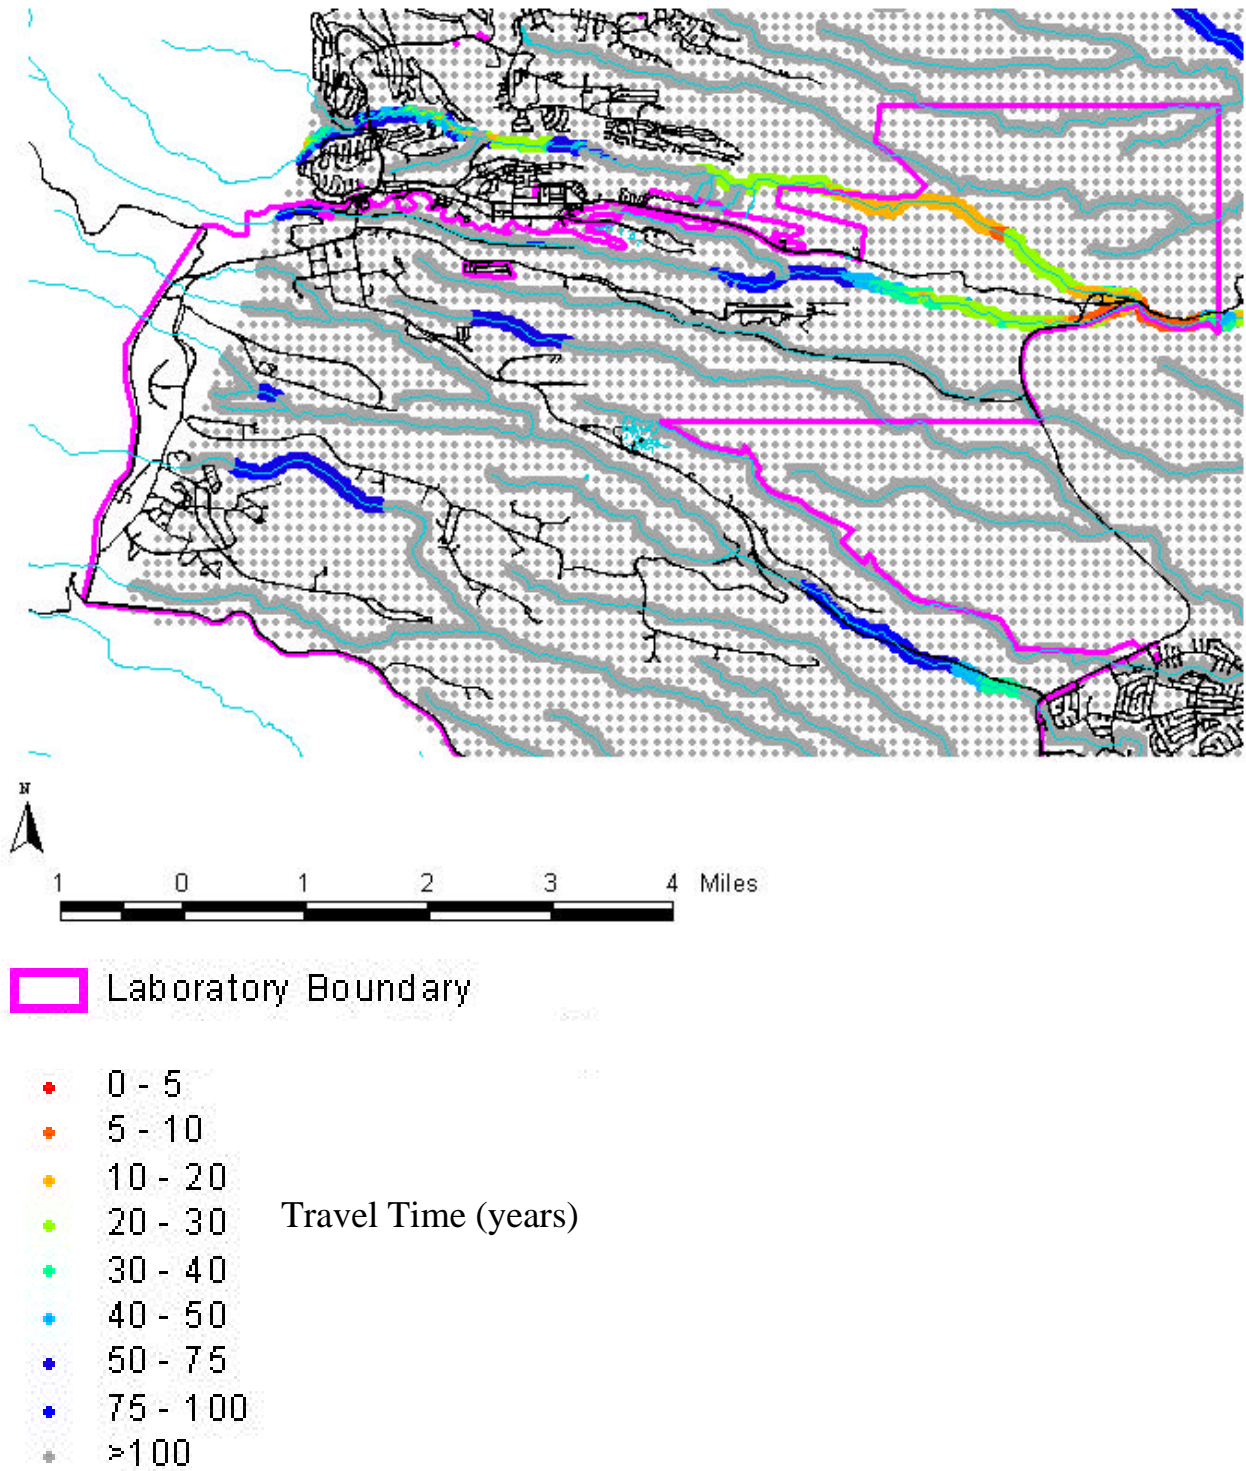 N
1 0 1 2 3 4 Miles
Laboratory Boundary
0 - 5
5 - 10
10 - 20
20 - 30
Travel Time (years)
30 - 40
40 - 50
50 - 75
75 - 100
>100